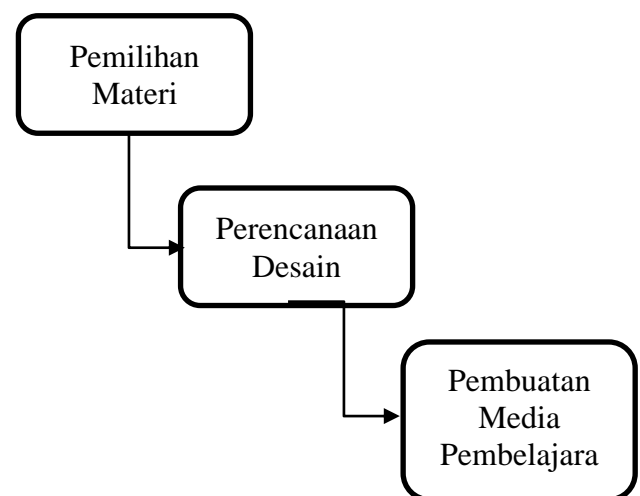 Pemilihan
Materi
Perencanaan
Desain
Pembuatan
Media
Pembelajara